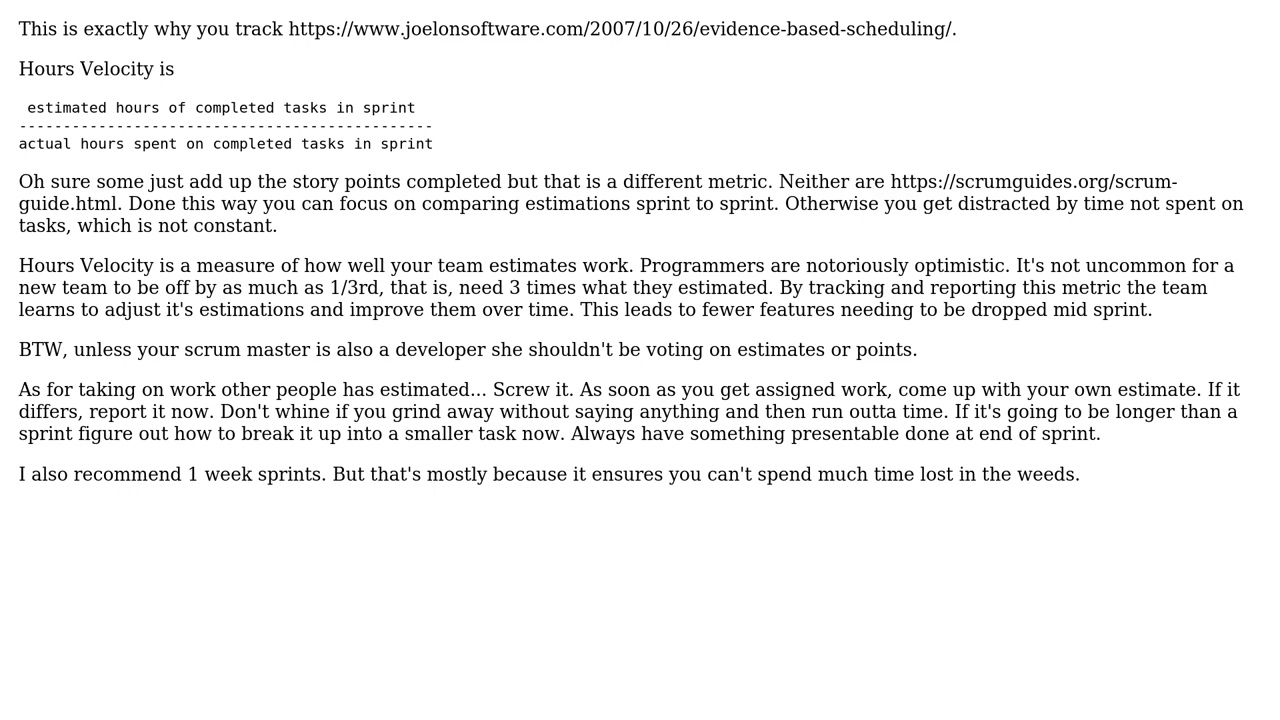 This is exactly why you track https://www.joelonsoftware.com/2007/10/26/evidence-based-scheduling/.
Hours Velocity is
estimated hours of completed tasks in sprint
-----------------------------------------------
actual hours spent on completed tasks in sprint
Oh sure some just add up the story points completed but that is a different metric. Neither are https://scrumguides.org/scrum-
guide.html. Done this way you can focus on comparing estimations sprint to sprint. Otherwise you get distracted by time not spent on
tasks, which is not constant.
Hours Velocity is a measure of how well your team estimates work. Programmers are notoriously optimistic. It's not uncommon for a
new team to be off by as much as 1/3rd, that is, need 3 times what they estimated. By tracking and reporting this metric the team
learns to adjust it's estimations and improve them over time. This leads to fewer features needing to be dropped mid sprint.
BTW, unless your scrum master is also a developer she shouldn't be voting on estimates or points.
As for taking on work other people has estimated... Screw it. As soon as you get assigned work, come up with your own estimate. If it
differs, report it now. Don't whine if you grind away without saying anything and then run outta time. If it's going to be longer than a
sprint figure out how to break it up into a smaller task now. Always have something presentable done at end of sprint.
I also recommend 1 week sprints. But that's mostly because it ensures you can't spend much time lost in the weeds.